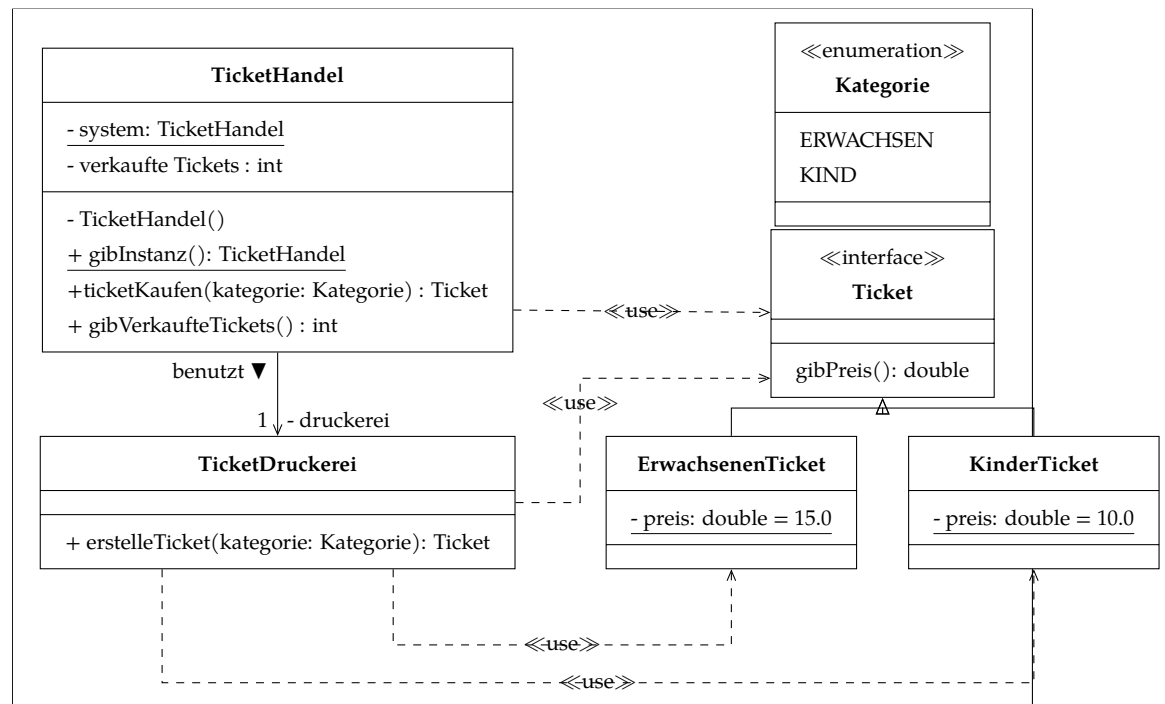 TicketHandel
- system: TicketHandel
- verkaufte Tickets : int
- TicketHandel()
+ gibInstanz(): TicketHandel
+ticketKaufen(kategorie: Kategorie) : Ticket
+ gibVerkaufteTickets() : int
≪enumeration≫
Kategorie
ERWACHSEN
KIND
≪interface≫
Ticket
gibPreis(): double
≪use≫
benutzt ▼
1 - druckerei
≪use≫
TicketDruckerei
+ erstelleTicket(kategorie: Kategorie): Ticket
ErwachsenenTicket
- preis: double = 15.0
KinderTicket
- preis: double = 10.0
≪use≫
≪use≫